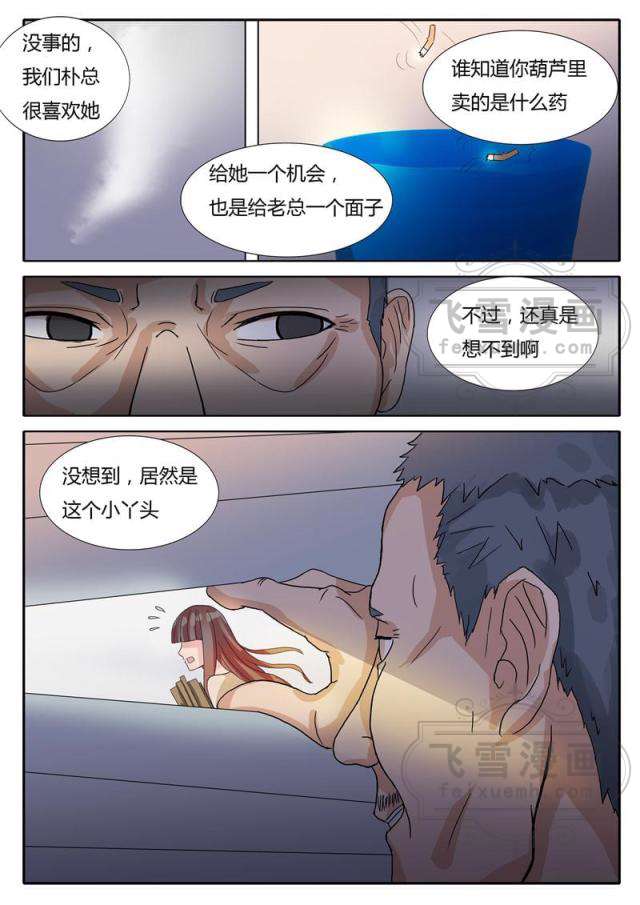 没事的，
我们朴总
很喜欢她
谁知道你葫芦里
卖的是什么药
给她一个机会，
也是给老总一个面子
不过，还真是
想不到啊
飞雪漫画
feixuemh.com
没想到，居然是
这个小丫头
飞雪漫画
feixuemh.com